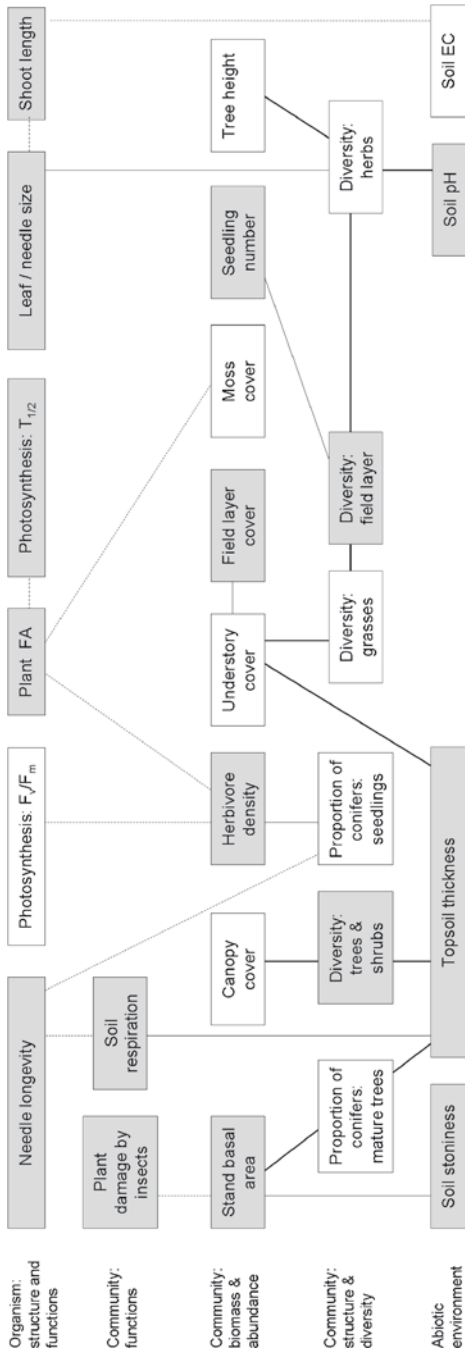 Organism:
structure and
functions
Needle longevity
Photosynthesis: Fv/Fm
Plant FA
Photosynthesis: T1/2
Leaf / needle size
Shoot length
Community:
functions
Plant
damage by
insects
Soil
respiration
Community:
biomass &
abundance
Stand basal
area
Canopy
cover
Herbivore
density
Understory
cover
Field layer
cover
Moss
cover
Seedling
number
Tree height
Community:
structure &
diversity
Proportion of
conifers:
mature trees
Diversity:
trees &
shrubs
Proportion of
conifers:
seedlings
Diversity:
grasses
Diversity:
field layer
Diversity:
herbs
Abiotic
environment
Soil stoniness
Topsoil thickness
Soil pH
Soil EC